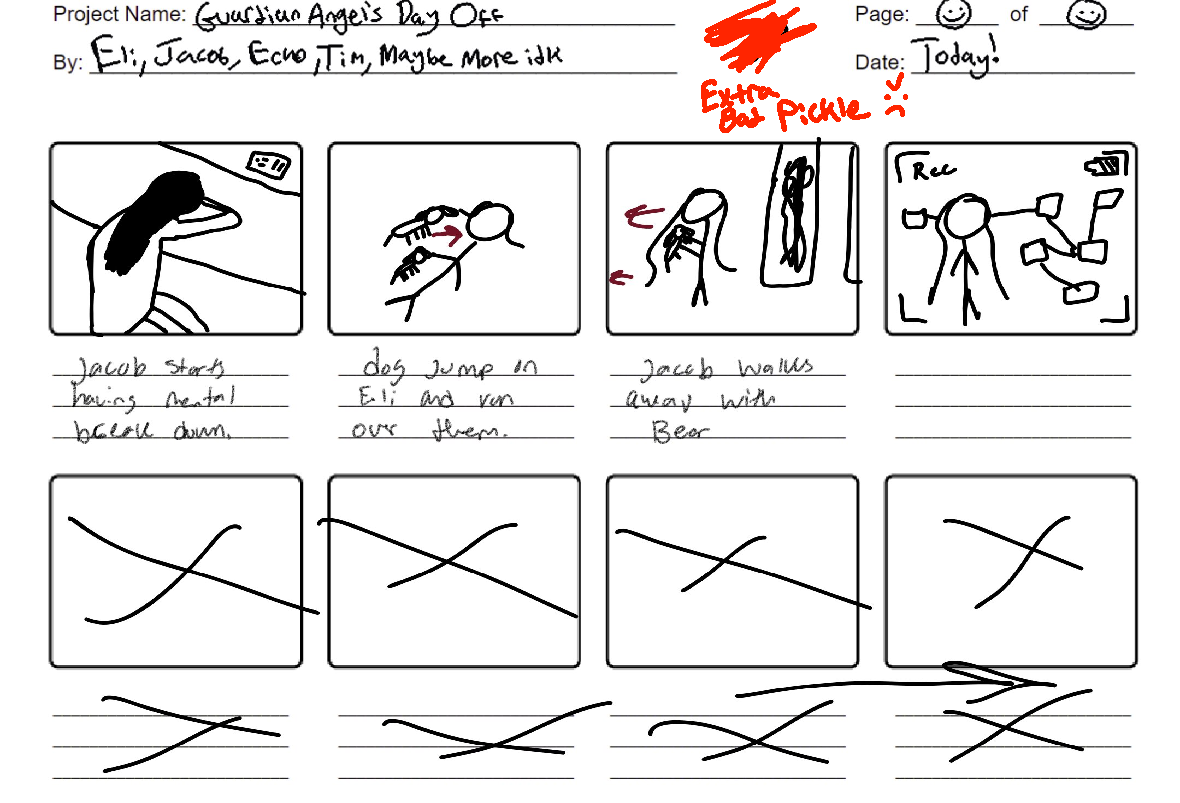 Project Name: Guardian Angel's Day Off
Page: of
By: Eli, Jacob, Echo, Tim, Maybe More idk
Date: Today!
Extra
Bad Pickle
Rec
Jacob starts
having mental
break down.
dog jump on
Eli and run
over them.
Jacob walks
away with
Bear